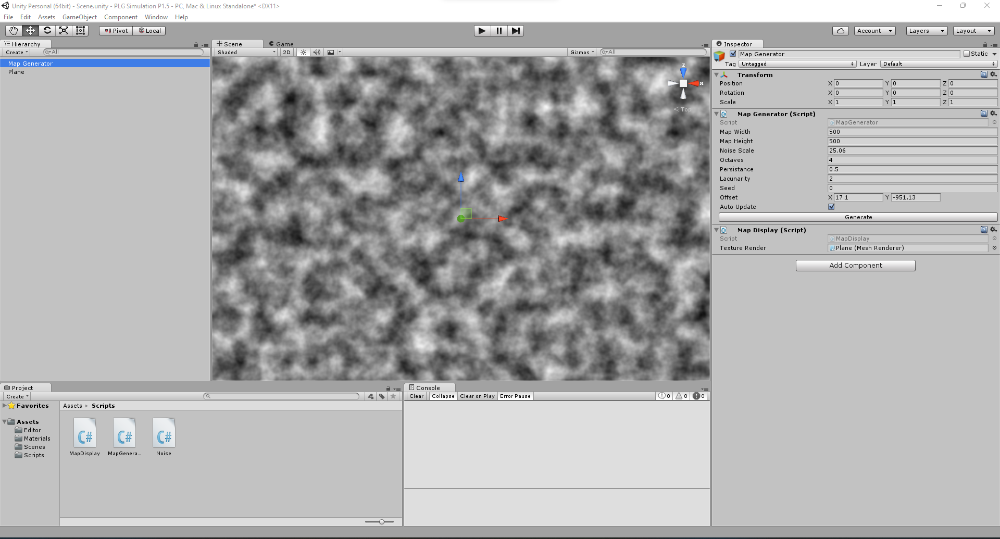 Unity Personal (64bit) - Scene.unity - PLG Simulation P1.5 - PC, Mac & Linux Standalone* <DX11>
File Edit Assets GameObject Component Window Help
Pivot Local Account Layers Layout
Hierarchy
Create All
Map Generator
Plane
Scene Game
Shaded 2D Gizmos All
z
x
Top
Inspector
Map Generator Static
Tag Untagged Layer Default
Transform
Position X 0 Y 0 Z 0
Rotation X 0 Y 0 Z 0
Scale X 1 Y 1 Z 1
Map Generator (Script)
Script MapGenerator
Map Width 500
Map Height 500
Noise Scale 25.06
Octaves 4
Persistance 0.5
Lacunarity 2
Seed 0
Offset X 17.1 Y -951.13
Auto Update
Generate
Map Display (Script)
Script MapDisplay
Texture Render Plane (Mesh Renderer)
Add Component
Project
Create
Favorites
Assets
Editor
Materials
Scenes
Scripts
Assets Scripts
C# C# C#
MapDisplay MapGenera... Noise
Console
Clear Collapse Clear on Play Error Pause 0 0 0